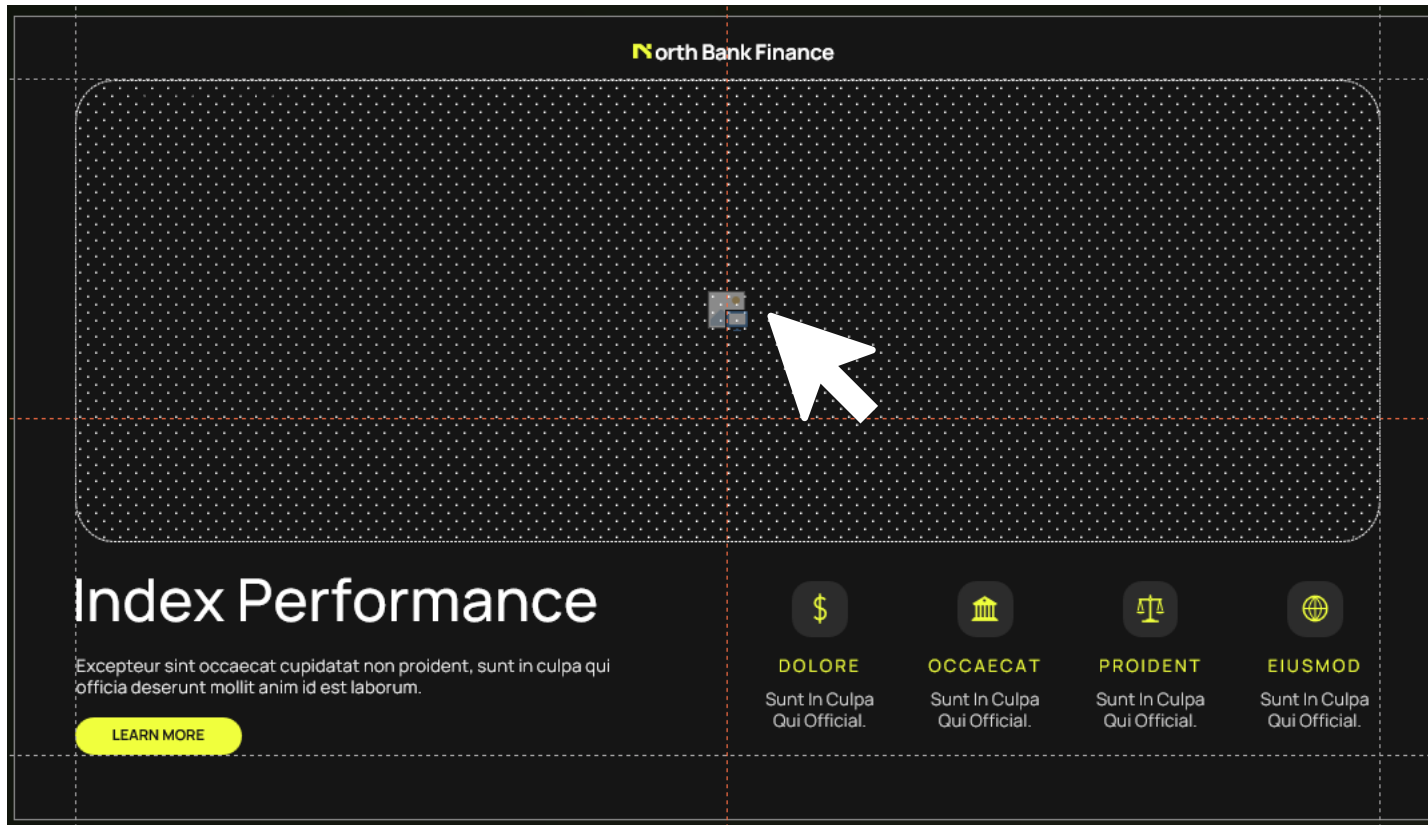 North Bank Finance
Index Performance
Excepteur sint occaecat cupidatat non proident, sunt in culpa qui
officia deserunt mollit anim id est laborum.
LEARN MORE
DOLORE
Sunt In Culpa
Qui Official.
OCCAECAT
Sunt In Culpa
Qui Official.
PROIDENT
Sunt In Culpa
Qui Official.
EIUSMOD
Sunt In Culpa
Qui Official.